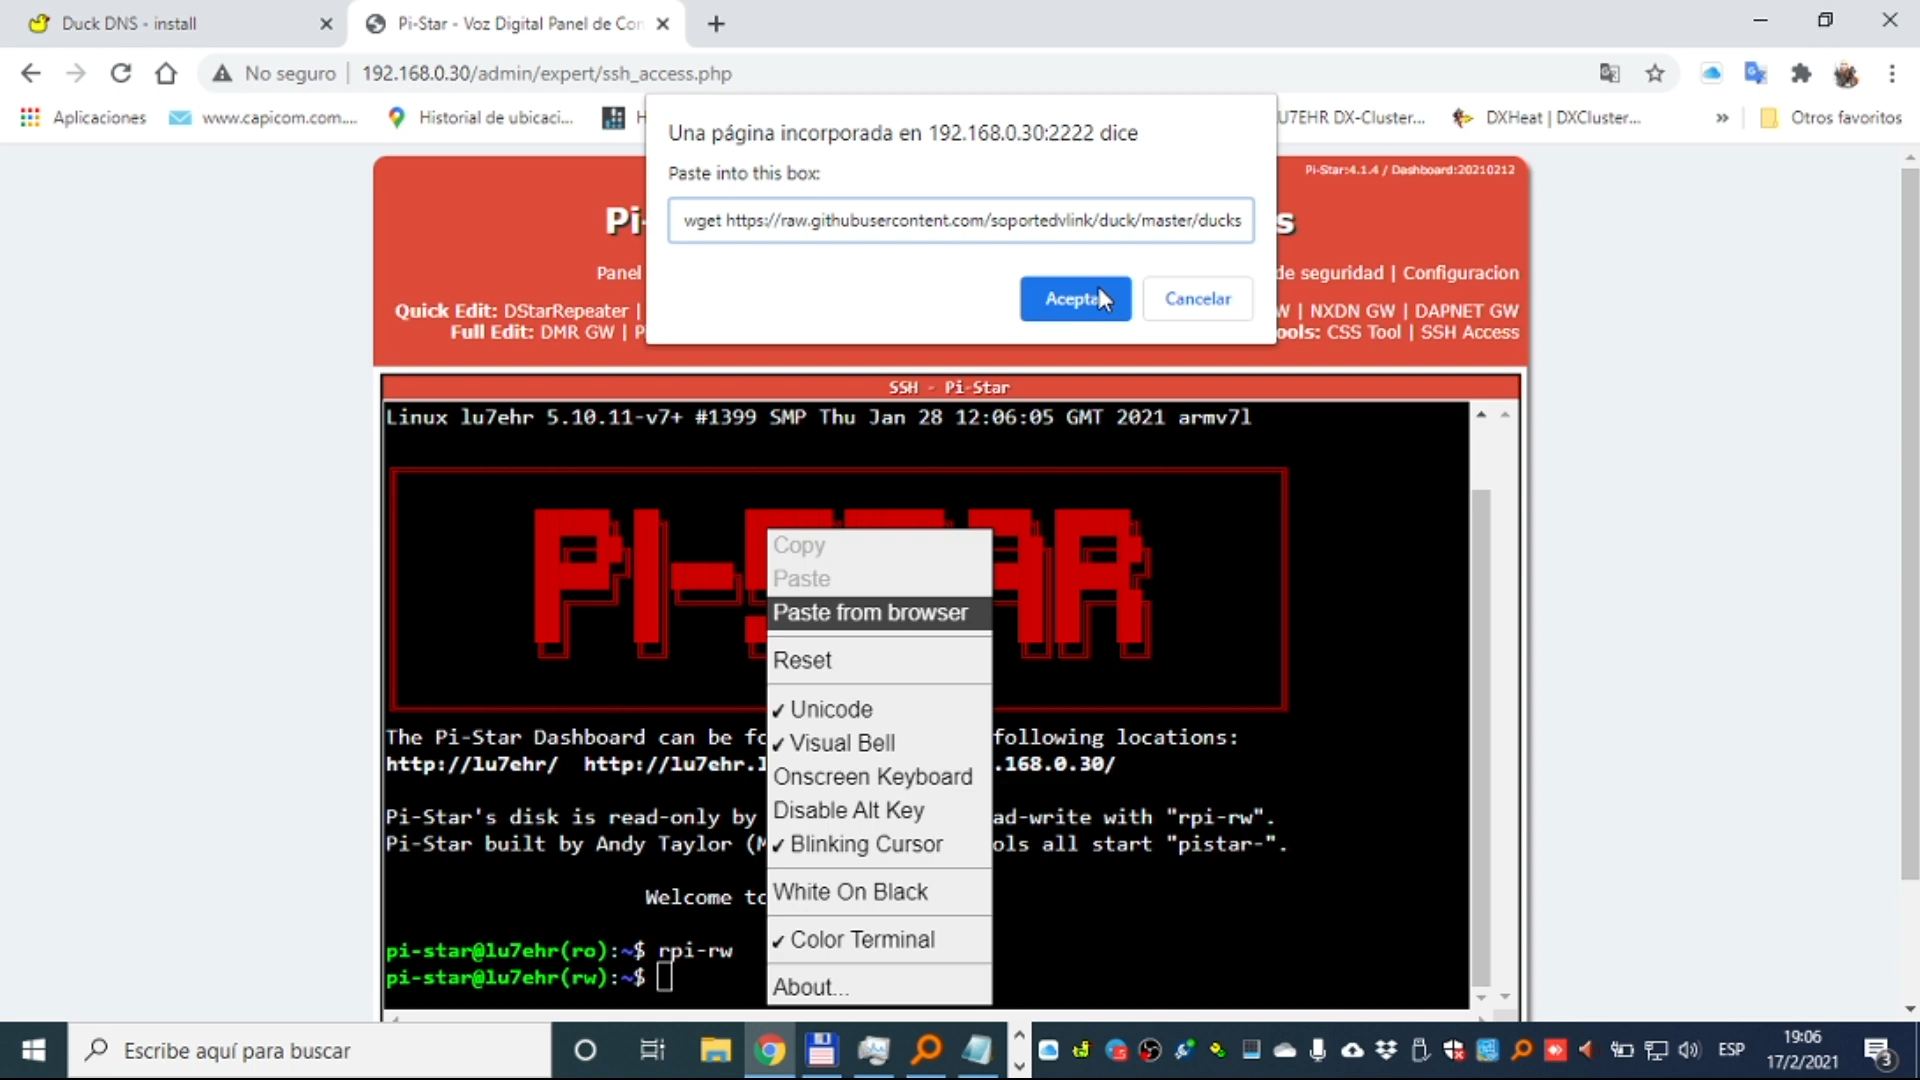 Duck DNS - install
Pi-Star - Voz Digital Panel de Con
No seguro
192.168.0.30/admin/expert/ssh_access.php
Aplicaciones
www.capicom.com....
Historial de ubicaci...
H
U7EHR DX-Cluster...
DXHeat | DXCluster...
»
Otros favoritos
Una página incorporada en 192.168.0.30:2222 dice
Paste into this box:
wget https://raw.githubusercontent.com/soportedvlink/duck/master/ducks
Cancelar
Pi-Star:4.1.4 / Dashboard:20210212
Pi-
s
Panel
de seguridad | Configuracion
Quick Edit: DStarRepeater |
W | NXDN GW | DAPNET GW
Full Edit: DMR GW | P
ools: CSS Tool | SSH Access
SSH - Pi-Star
Linux lu7ehr 5.10.11-v7+ #1399 SMP Thu Jan 28 12:06:05 GMT 2021 armv7l
PI-STAR
Copy
Paste
Paste from browser
Reset
✓ Unicode
✓ Visual Bell
Onscreen Keyboard
Disable Alt Key
✓ Blinking Cursor
White On Black
✓ Color Terminal
About...
The Pi-Star Dashboard can be fo
following locations:
http://lu7ehr/ http://lu7ehr.l
.168.0.30/
Pi-Star's disk is read-only by
ad-write with "rpi-rw".
Pi-Star built by Andy Taylor (M
ols all start "pistar-".
Welcome to
pi-star@lu7ehr(ro):~$ rpi-rw
pi-star@lu7ehr(rw):~$
Escribe aquí para buscar
ESP
19:06
17/2/2021
3